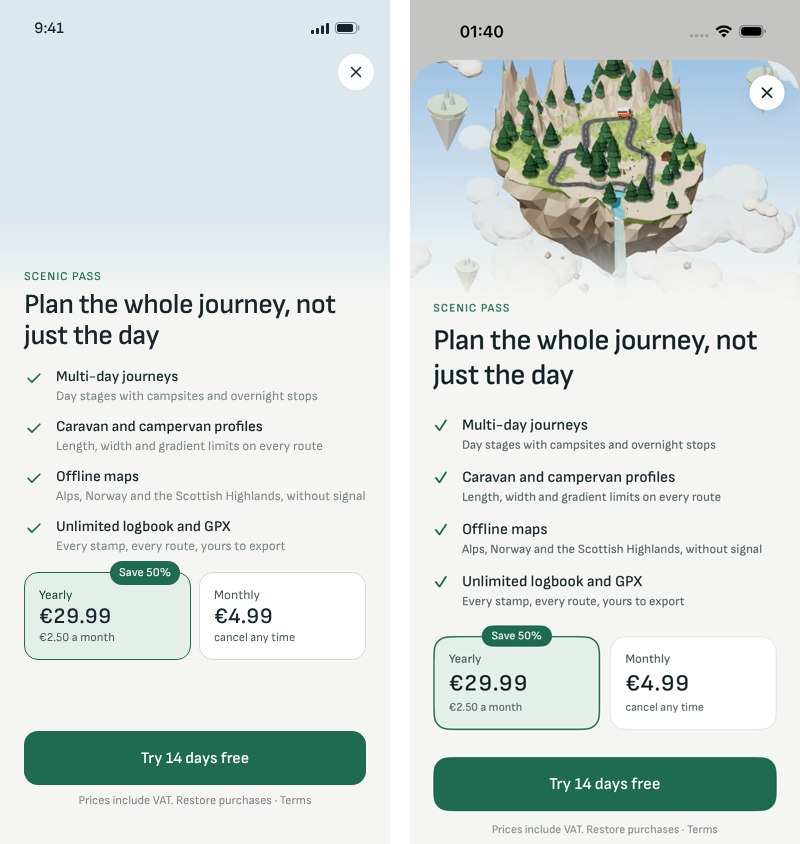 9:41
SCENIC PASS
Plan the whole journey, not
just the day
Multi-day journeys
Day stages with campsites and overnight stops
Caravan and campervan profiles
Length, width and gradient limits on every route
Offline maps
Alps, Norway and the Scottish Highlands, without signal
Unlimited logbook and GPX
Every stamp, every route, yours to export
Save 50%
Yearly
€29.99
€2.50 a month
Monthly
€4.99
cancel any time
Try 14 days free
Prices include VAT. Restore purchases · Terms
01:40
SCENIC PASS
Plan the whole journey, not
just the day
Multi-day journeys
Day stages with campsites and overnight stops
Caravan and campervan profiles
Length, width and gradient limits on every route
Offline maps
Alps, Norway and the Scottish Highlands, without signal
Unlimited logbook and GPX
Every stamp, every route, yours to export
Save 50%
Yearly
€29.99
€2.50 a month
Monthly
€4.99
cancel any time
Try 14 days free
Prices include VAT. Restore purchases · Terms